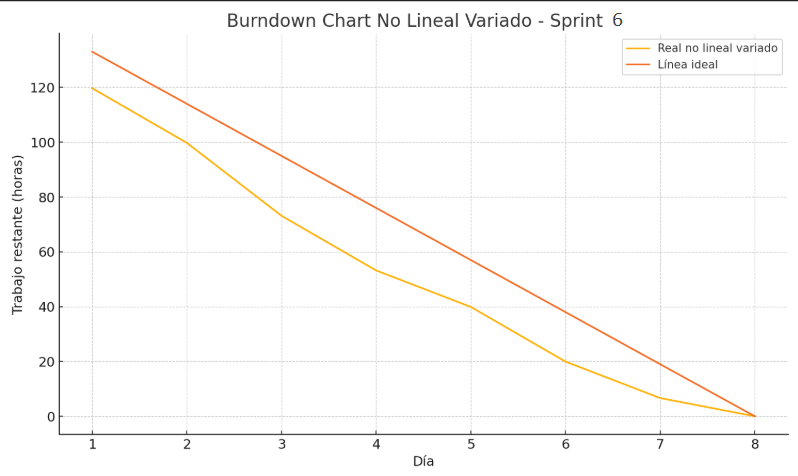 Burndown Chart No Lineal Variado - Sprint 6
Real no lineal variado
Línea ideal
Trabajo restante (horas)
120
100
80
60
40
20
0
1 2 3 4 5 6 7 8
Día